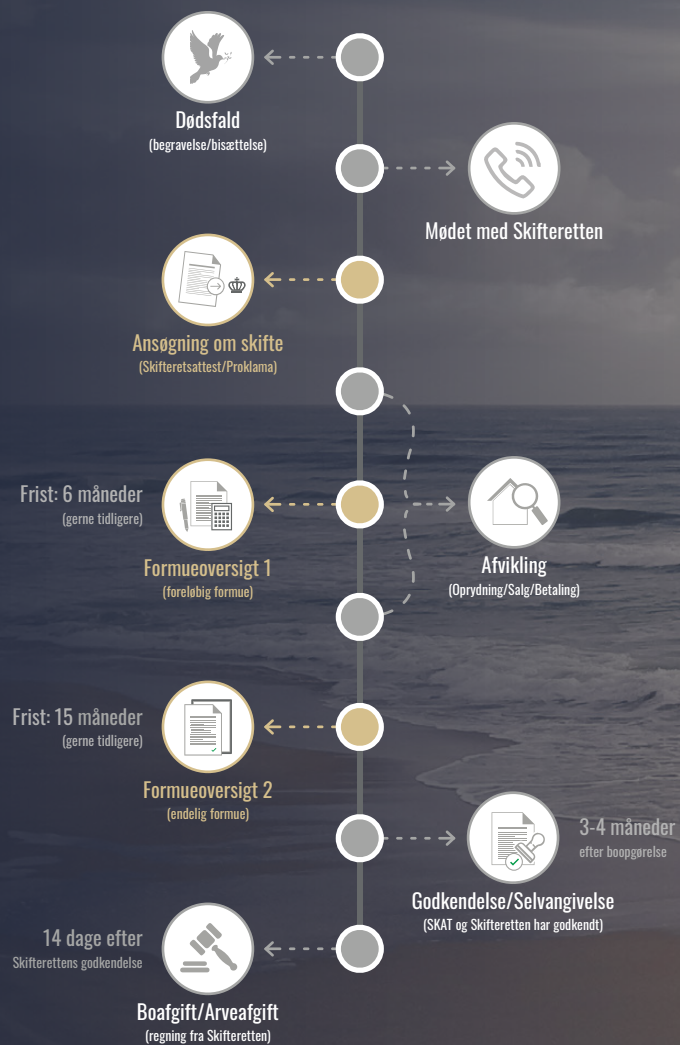 Dødsfald
(begravelse/bisættelse)
Mødet med Skifteretten
Ansøgning om skifte
(Skifteretsattest/Proklama)
Frist: 6 måneder
(gerne tidligere)
Formueoversigt 1
(foreløbig formue)
Afvikling
(Oprydning/Salg/Betaling)
Frist: 15 måneder
(gerne tidligere)
Formueoversigt 2
(endelig formue)
3-4 måneder
efter boopgørelse
Godkendelse/Selvangivelse
(SKAT og Skifteretten har godkendt)
14 dage efter
Skifterettens godkendelse
Boafgift/Arveafgift
(regning fra Skifteretten)